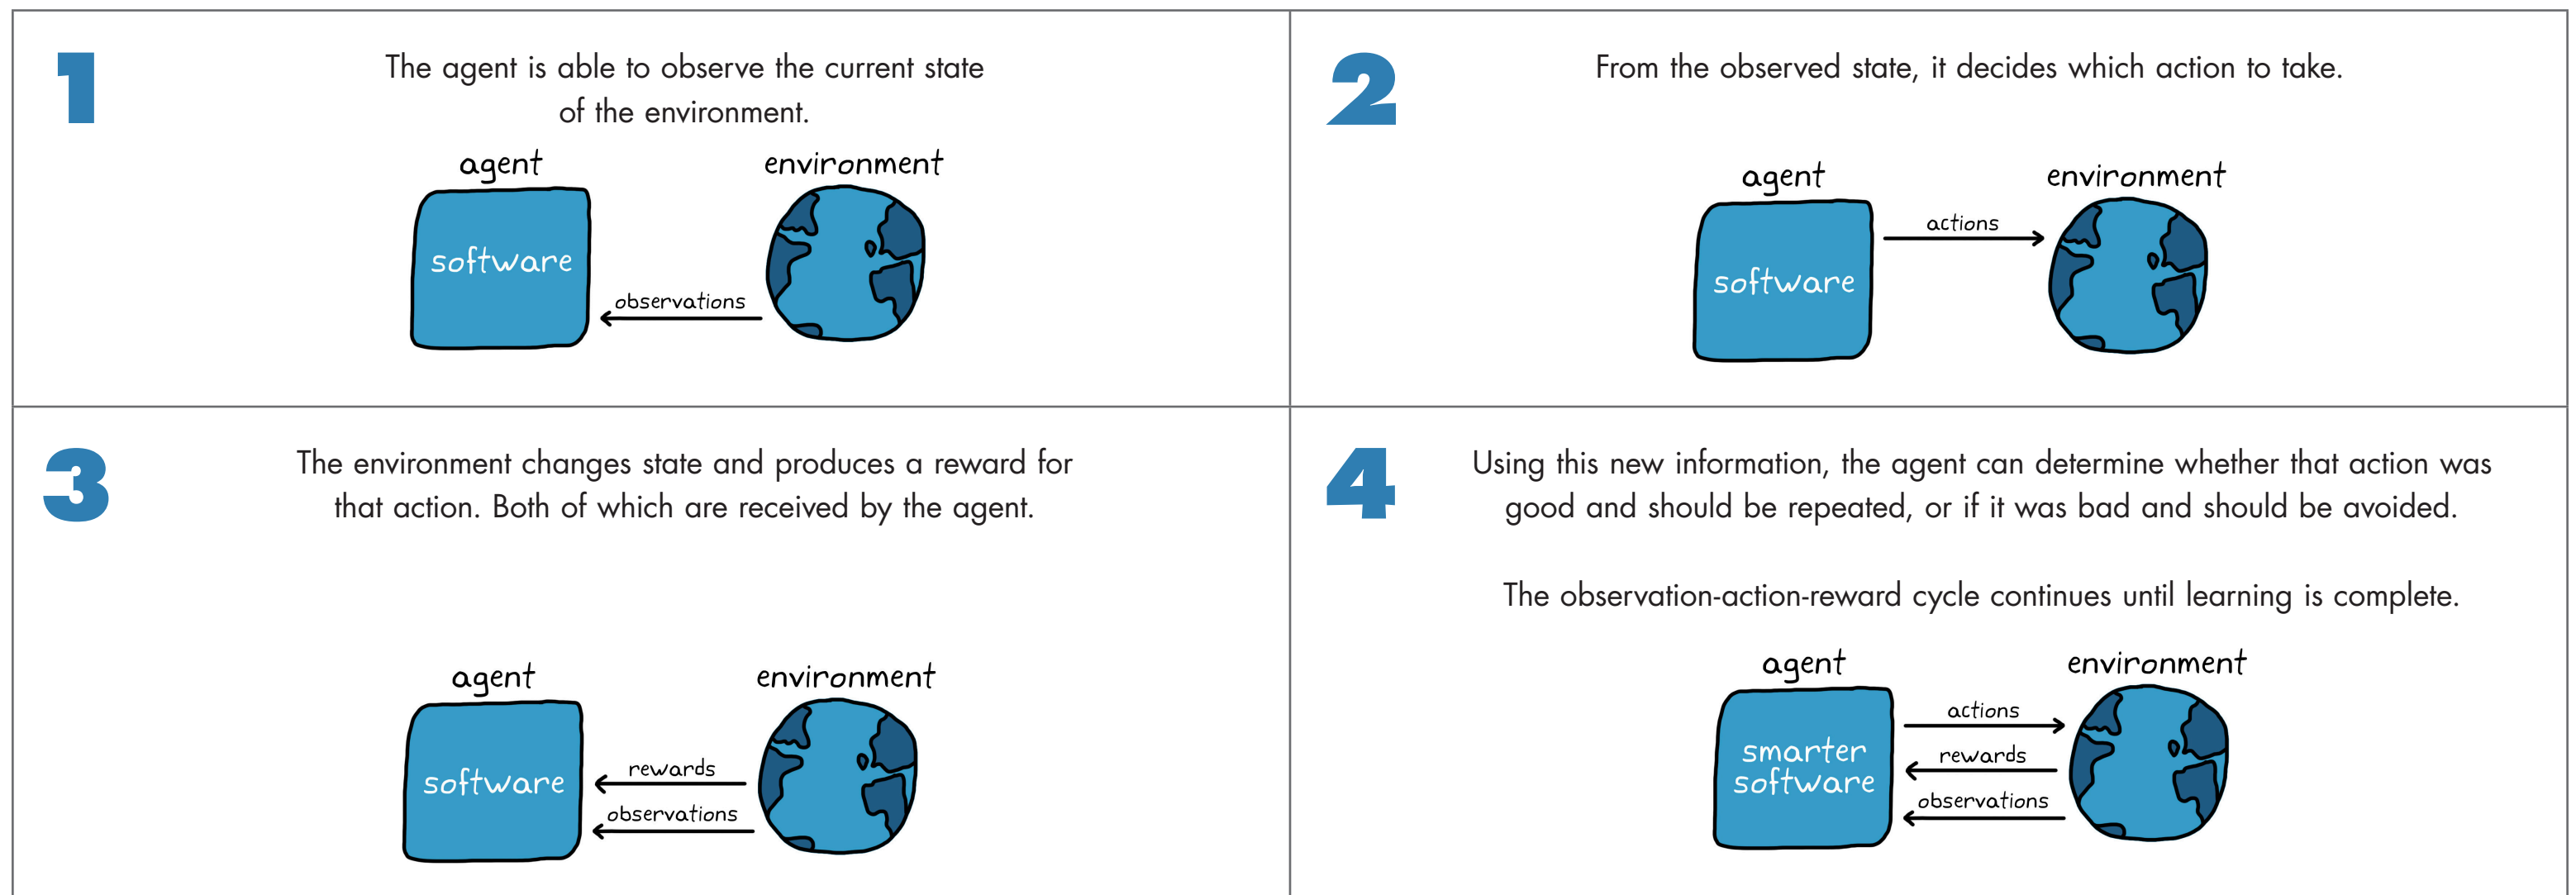 1
The agent is able to observe the current state
of the environment.
agent
environment
software
observations
2
From the observed state, it decides which action to take.
agent
environment
actions
software
3
The environment changes state and produces a reward for
that action. Both of which are received by the agent.
agent
environment
software
rewards
observations
4
Using this new information, the agent can determine whether that action was
good and should be repeated, or if it was bad and should be avoided.
The observation-action-reward cycle continues until learning is complete.
agent
environment
smarter
software
actions
rewards
observations